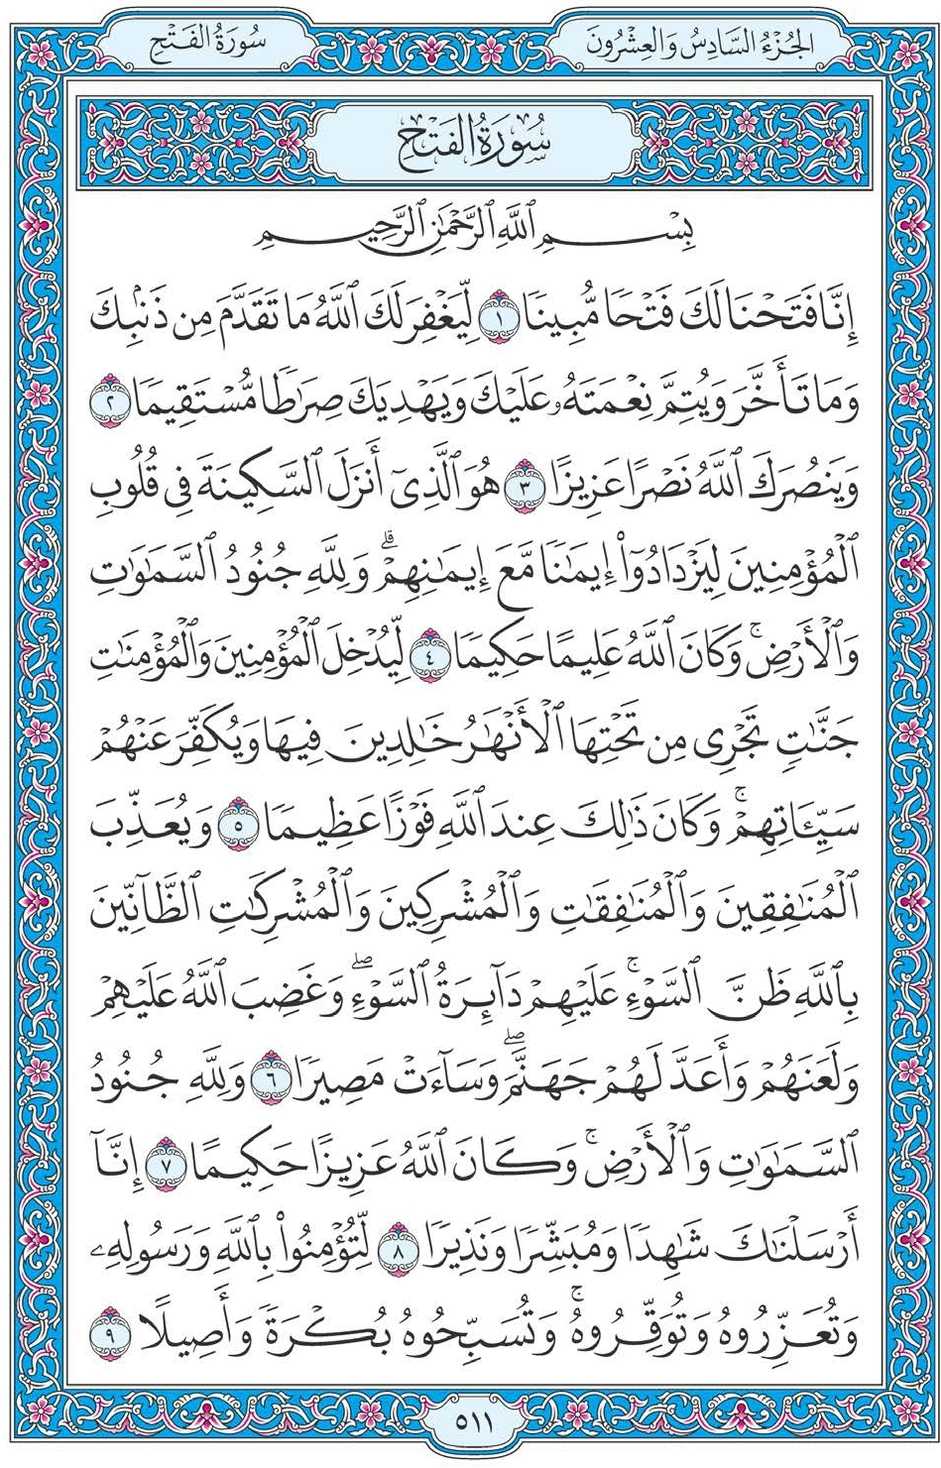 الجُزْءُ السَّادِسُ وَالعِشْرُونَ
سُورَةُ الفَتْحِ
سُورَةُ الفَتْحِ
بِسْمِ ٱللَّهِ ٱلرَّحْمَٰنِ ٱلرَّحِيمِ
إِنَّا فَتَحْنَا لَكَ فَتْحًا مُّبِينًا ١ لِّيَغْفِرَ لَكَ ٱللَّهُ مَا تَقَدَّمَ مِن ذَنۢبِكَ
وَمَا تَأَخَّرَ وَيُتِمَّ نِعْمَتَهُۥ عَلَيْكَ وَيَهْدِيَكَ صِرَٰطًا مُّسْتَقِيمًا ٢
وَيَنصُرَكَ ٱللَّهُ نَصْرًا عَزِيزًا ٣ هُوَ ٱلَّذِىٓ أَنزَلَ ٱلسَّكِينَةَ فِى قُلُوبِ
ٱلْمُؤْمِنِينَ لِيَزْدَادُوٓا۟ إِيمَٰنًا مَّعَ إِيمَٰنِهِمْ ۗ وَلِلَّهِ جُنُودُ ٱلسَّمَٰوَٰتِ
وَٱلْأَرْضِ ۚ وَكَانَ ٱللَّهُ عَلِيمًا حَكِيمًا ٤ لِّيُدْخِلَ ٱلْمُؤْمِنِينَ وَٱلْمُؤْمِنَٰتِ
جَنَّٰتٍ تَجْرِى مِن تَحْتِهَا ٱلْأَنْهَٰرُ خَٰلِدِينَ فِيهَا وَيُكَفِّرَ عَنْهُمْ
سَيِّـَٔاتِهِمْ ۚ وَكَانَ ذَٰلِكَ عِندَ ٱللَّهِ فَوْزًا عَظِيمًا ٥ وَيُعَذِّبَ
ٱلْمُنَٰفِقِينَ وَٱلْمُنَٰفِقَٰتِ وَٱلْمُشْرِكِينَ وَٱلْمُشْرِكَٰتِ ٱلظَّآنِّينَ
بِٱللَّهِ ظَنَّ ٱلسَّوْءِ ۚ عَلَيْهِمْ دَآئِرَةُ ٱلسَّوْءِ ۖ وَغَضِبَ ٱللَّهُ عَلَيْهِمْ
وَلَعَنَهُمْ وَأَعَدَّ لَهُمْ جَهَنَّمَ ۖ وَسَآءَتْ مَصِيرًا ٦ وَلِلَّهِ جُنُودُ
ٱلسَّمَٰوَٰتِ وَٱلْأَرْضِ ۚ وَكَانَ ٱللَّهُ عَزِيزًا حَكِيمًا ٧ إِنَّآ
أَرْسَلْنَٰكَ شَٰهِدًا وَمُبَشِّرًا وَنَذِيرًا ٨ لِّتُؤْمِنُوا۟ بِٱللَّهِ وَرَسُولِهِۦ
وَتُعَزِّرُوهُ وَتُوَقِّرُوهُ ۚ وَتُسَبِّحُوهُ بُكْرَةً وَأَصِيلًا ٩
٥١١